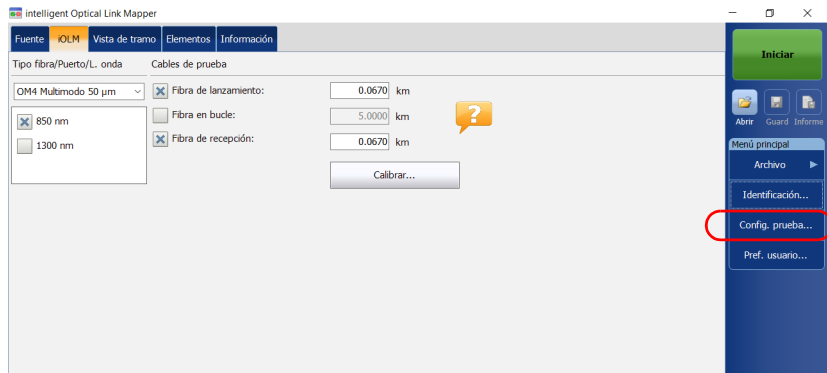 intelligent Optical Link Mapper
Fuente iOLM Vista de tramo Elementos Información
Tipo fibra/Puerto/L. onda Cables de prueba
OM4 Multimodo 50 µm
850 nm
1300 nm
Fibra de lanzamiento: 0.0670 km
Fibra en bucle: 5.0000 km
Fibra de recepción: 0.0670 km
?
Calibrar...
Iniciar
Abrir Guard Informe
Menú principal
Archivo
Identificación...
Config. prueba...
Pref. usuario...